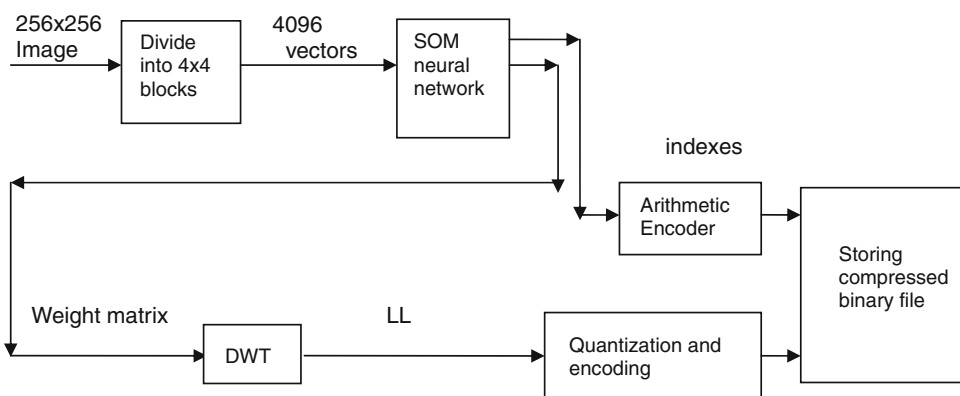 256x256
Image
Divide
into 4x4
blocks
4096
vectors
SOM
neural
network
indexes
Arithmetic
Encoder
Storing
compressed
binary file
Weight matrix
DWT
LL
Quantization and
encoding